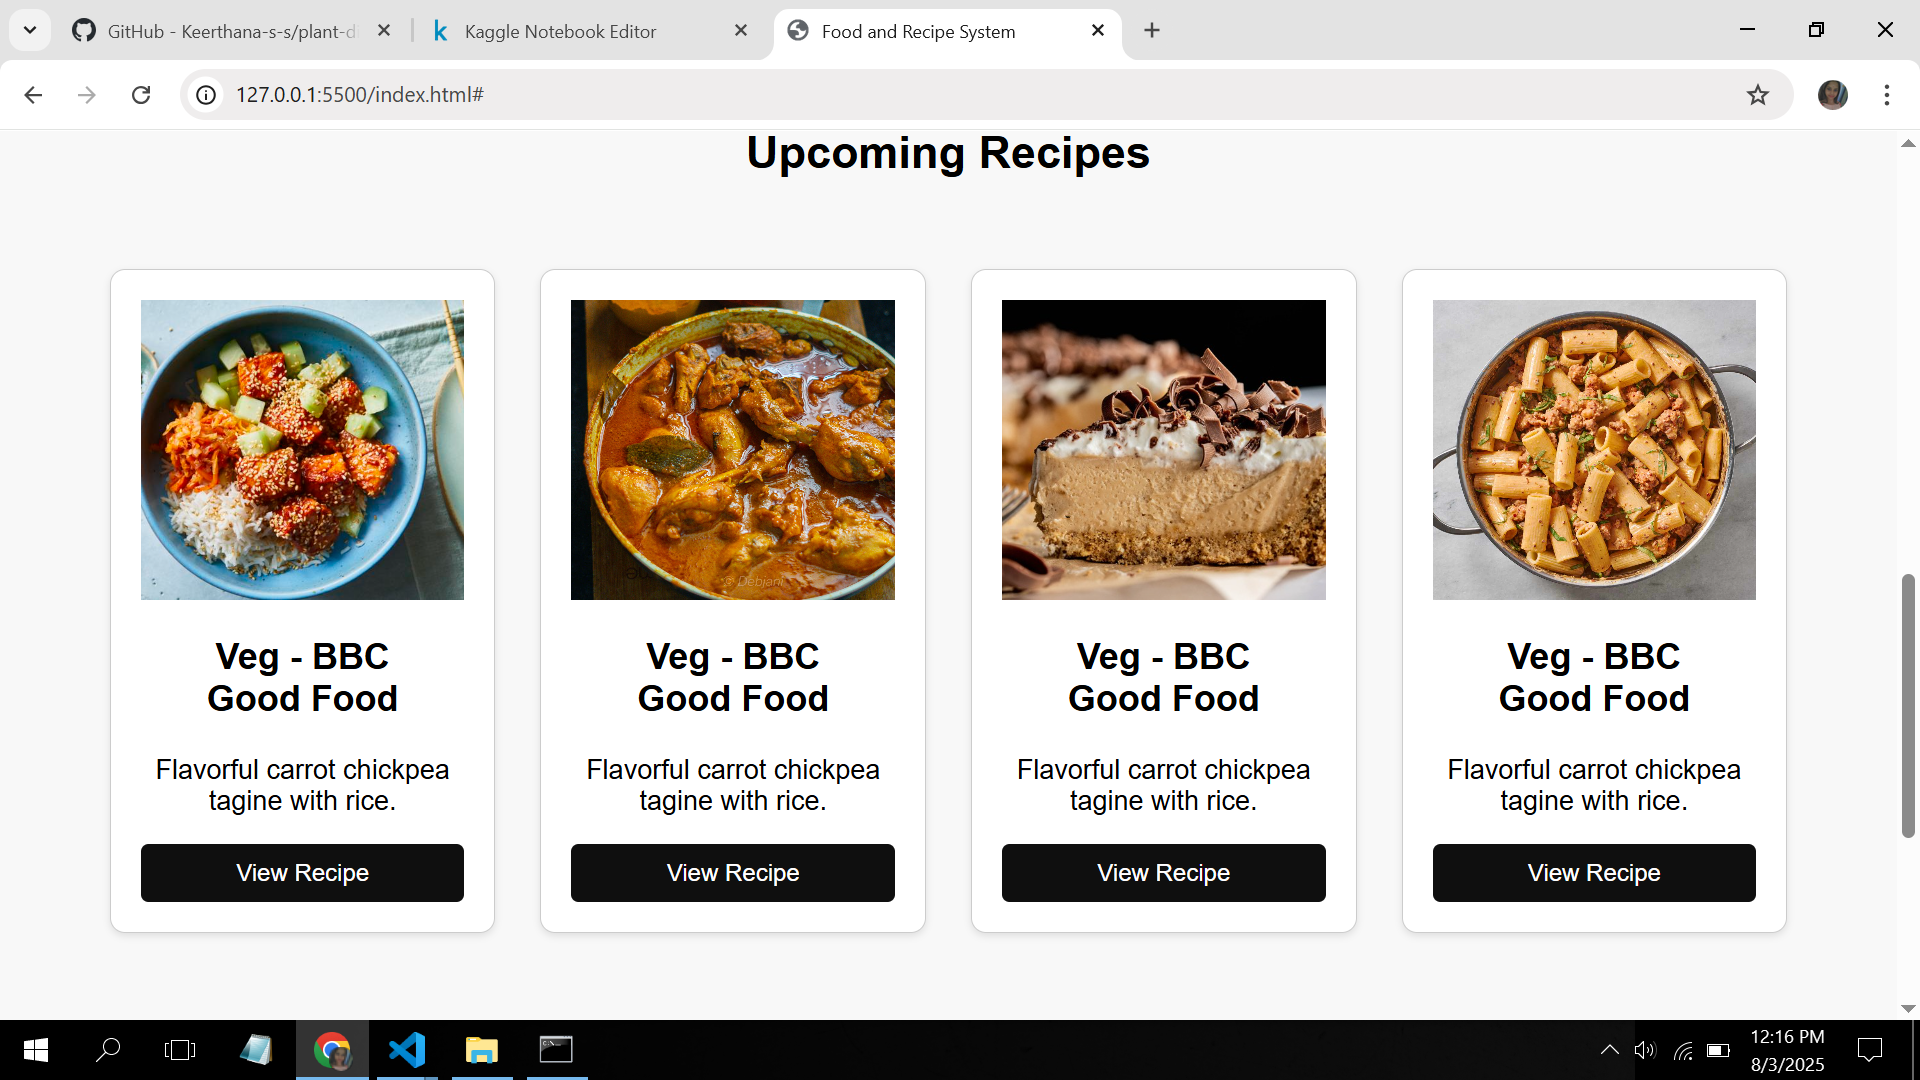 GitHub - Keerthana-s-s/plant-di
Kaggle Notebook Editor
Food and Recipe System
127.0.0.1:5500/index.html#
Upcoming Recipes
Veg - BBC
Good Food
Flavorful carrot chickpea
tagine with rice.
View Recipe
Debjani
Veg - BBC
Good Food
Flavorful carrot chickpea
tagine with rice.
View Recipe
Veg - BBC
Good Food
Flavorful carrot chickpea
tagine with rice.
View Recipe
Veg - BBC
Good Food
Flavorful carrot chickpea
tagine with rice.
View Recipe
12:16 PM
8/3/2025